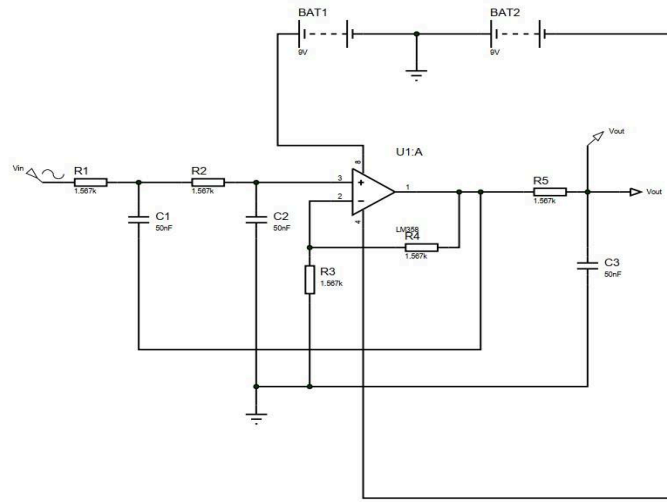 BAT1
BAT2
9V
9V
U1:A
Vout
Vin
R1
1.567k
R2
1.567k
8
3
2
1
4
R5
1.567k
Vout
C1
50nF
C2
50nF
LM358
R4
1.567k
R3
1.567k
C3
50nF